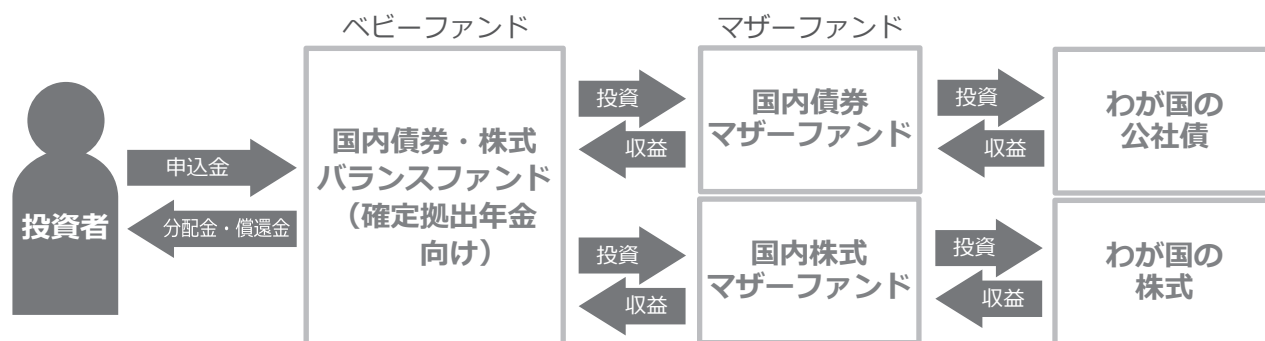 ベビーファンド
マザーファンド
投資者
申込金
分配金・償還金
国内債券・株式
バランスファンド
（確定拠出年金
向け）
投資
収益
国内債券
マザーファンド
投資
収益
わが国の
公社債
投資
収益
国内株式
マザーファンド
投資
収益
わが国の
株式